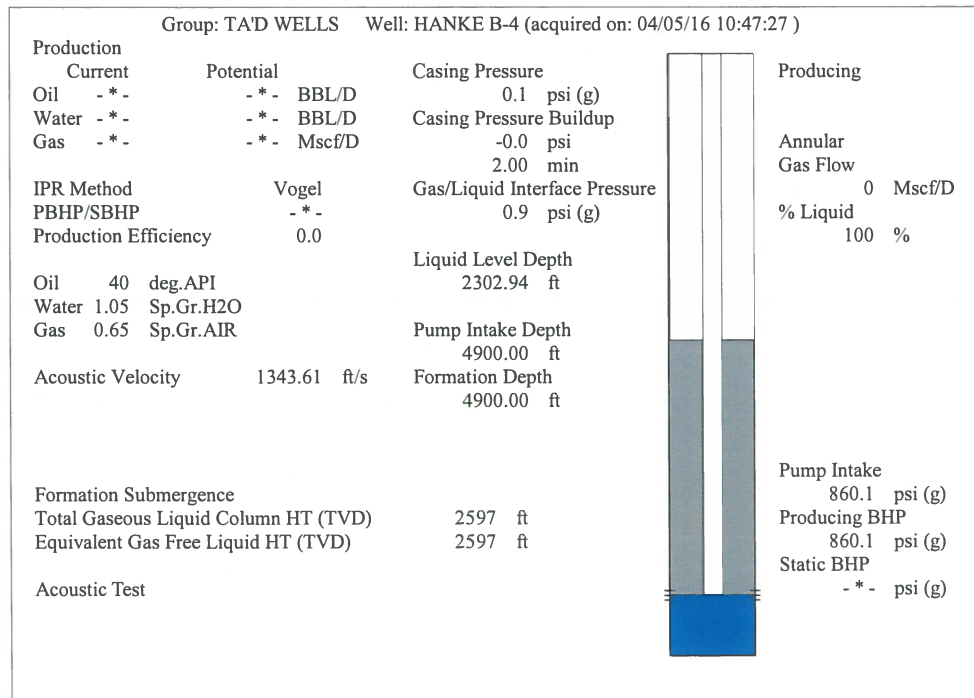 Group: TA'D WELLS Well: HANKE B-4 (acquired on: 04/05/16 10:47:27 )
Production
Current Potential
Oil - * - - * - BBL/D
Water - * - - * - BBL/D
Gas - * - - * - Mscf/D
IPR Method Vogel
PBHP/SBHP - * -
Production Efficiency 0.0
Oil 40 deg.API
Water 1.05 Sp.Gr.H2O
Gas 0.65 Sp.Gr.AIR
Acoustic Velocity 1343.61 ft/s
Formation Submergence
Total Gaseous Liquid Column HT (TVD) 2597 ft
Equivalent Gas Free Liquid HT (TVD) 2597 ft
Acoustic Test
Casing Pressure
0.1 psi (g)
Casing Pressure Buildup
-0.0 psi
2.00 min
Gas/Liquid Interface Pressure
0.9 psi (g)
Liquid Level Depth
2302.94 ft
Pump Intake Depth
4900.00 ft
Formation Depth
4900.00 ft
Producing
Annular
Gas Flow
0 Mscf/D
% Liquid
100 %
Pump Intake
860.1 psi (g)
Producing BHP
860.1 psi (g)
Static BHP
- * - psi (g)